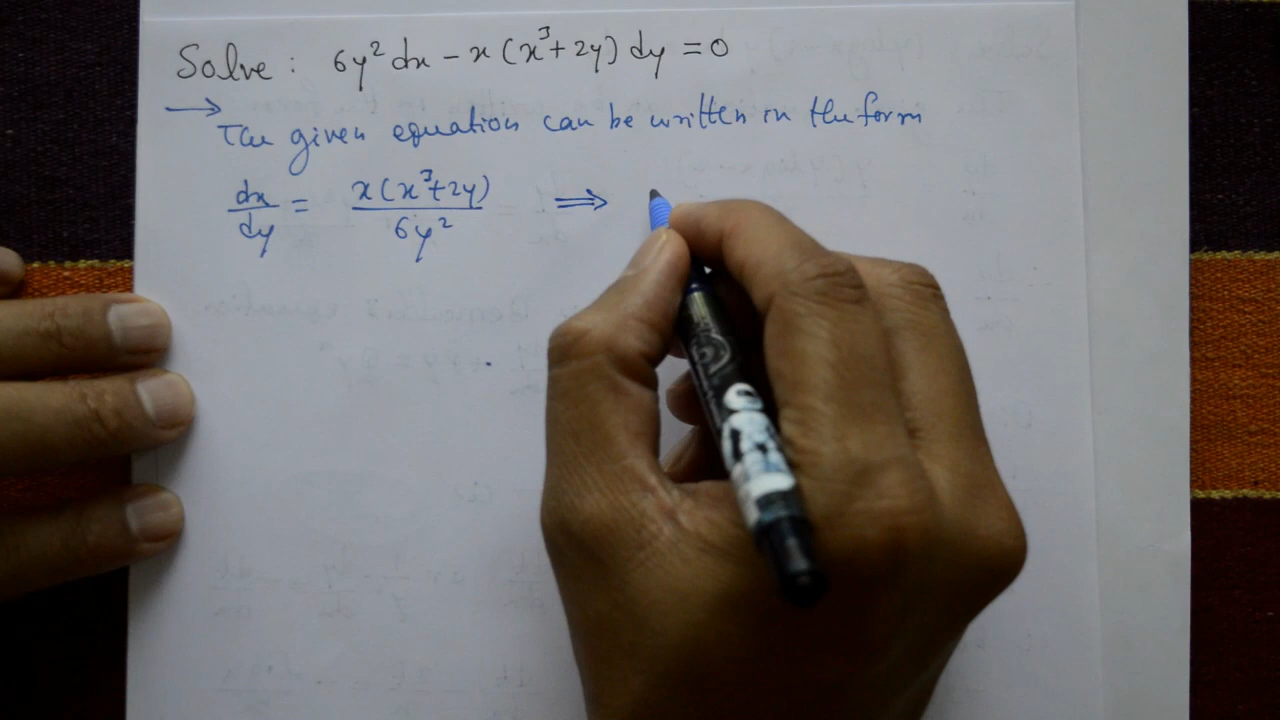 Solve : 6y² dx - x (x³ + 2y) dy = 0
→ The given equation can be written in the form
dx/dy = x(x³+2y)/6y² ⇒